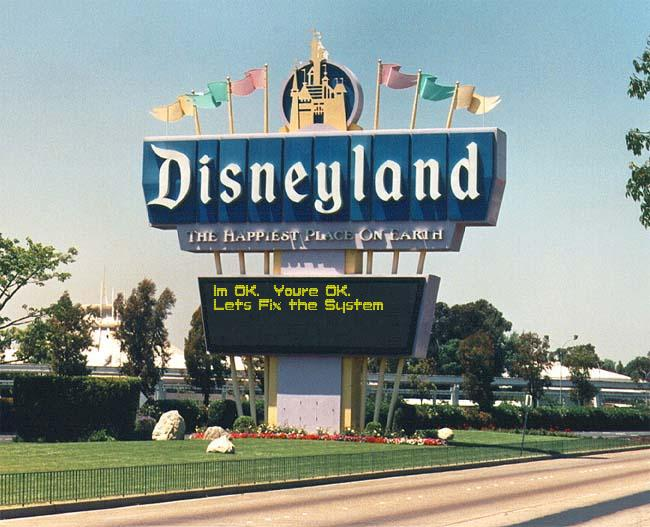 Disneyland
THE HAPPIEST PLACE ON EARTH
Im OK. Youre OK.
Lets Fix the System